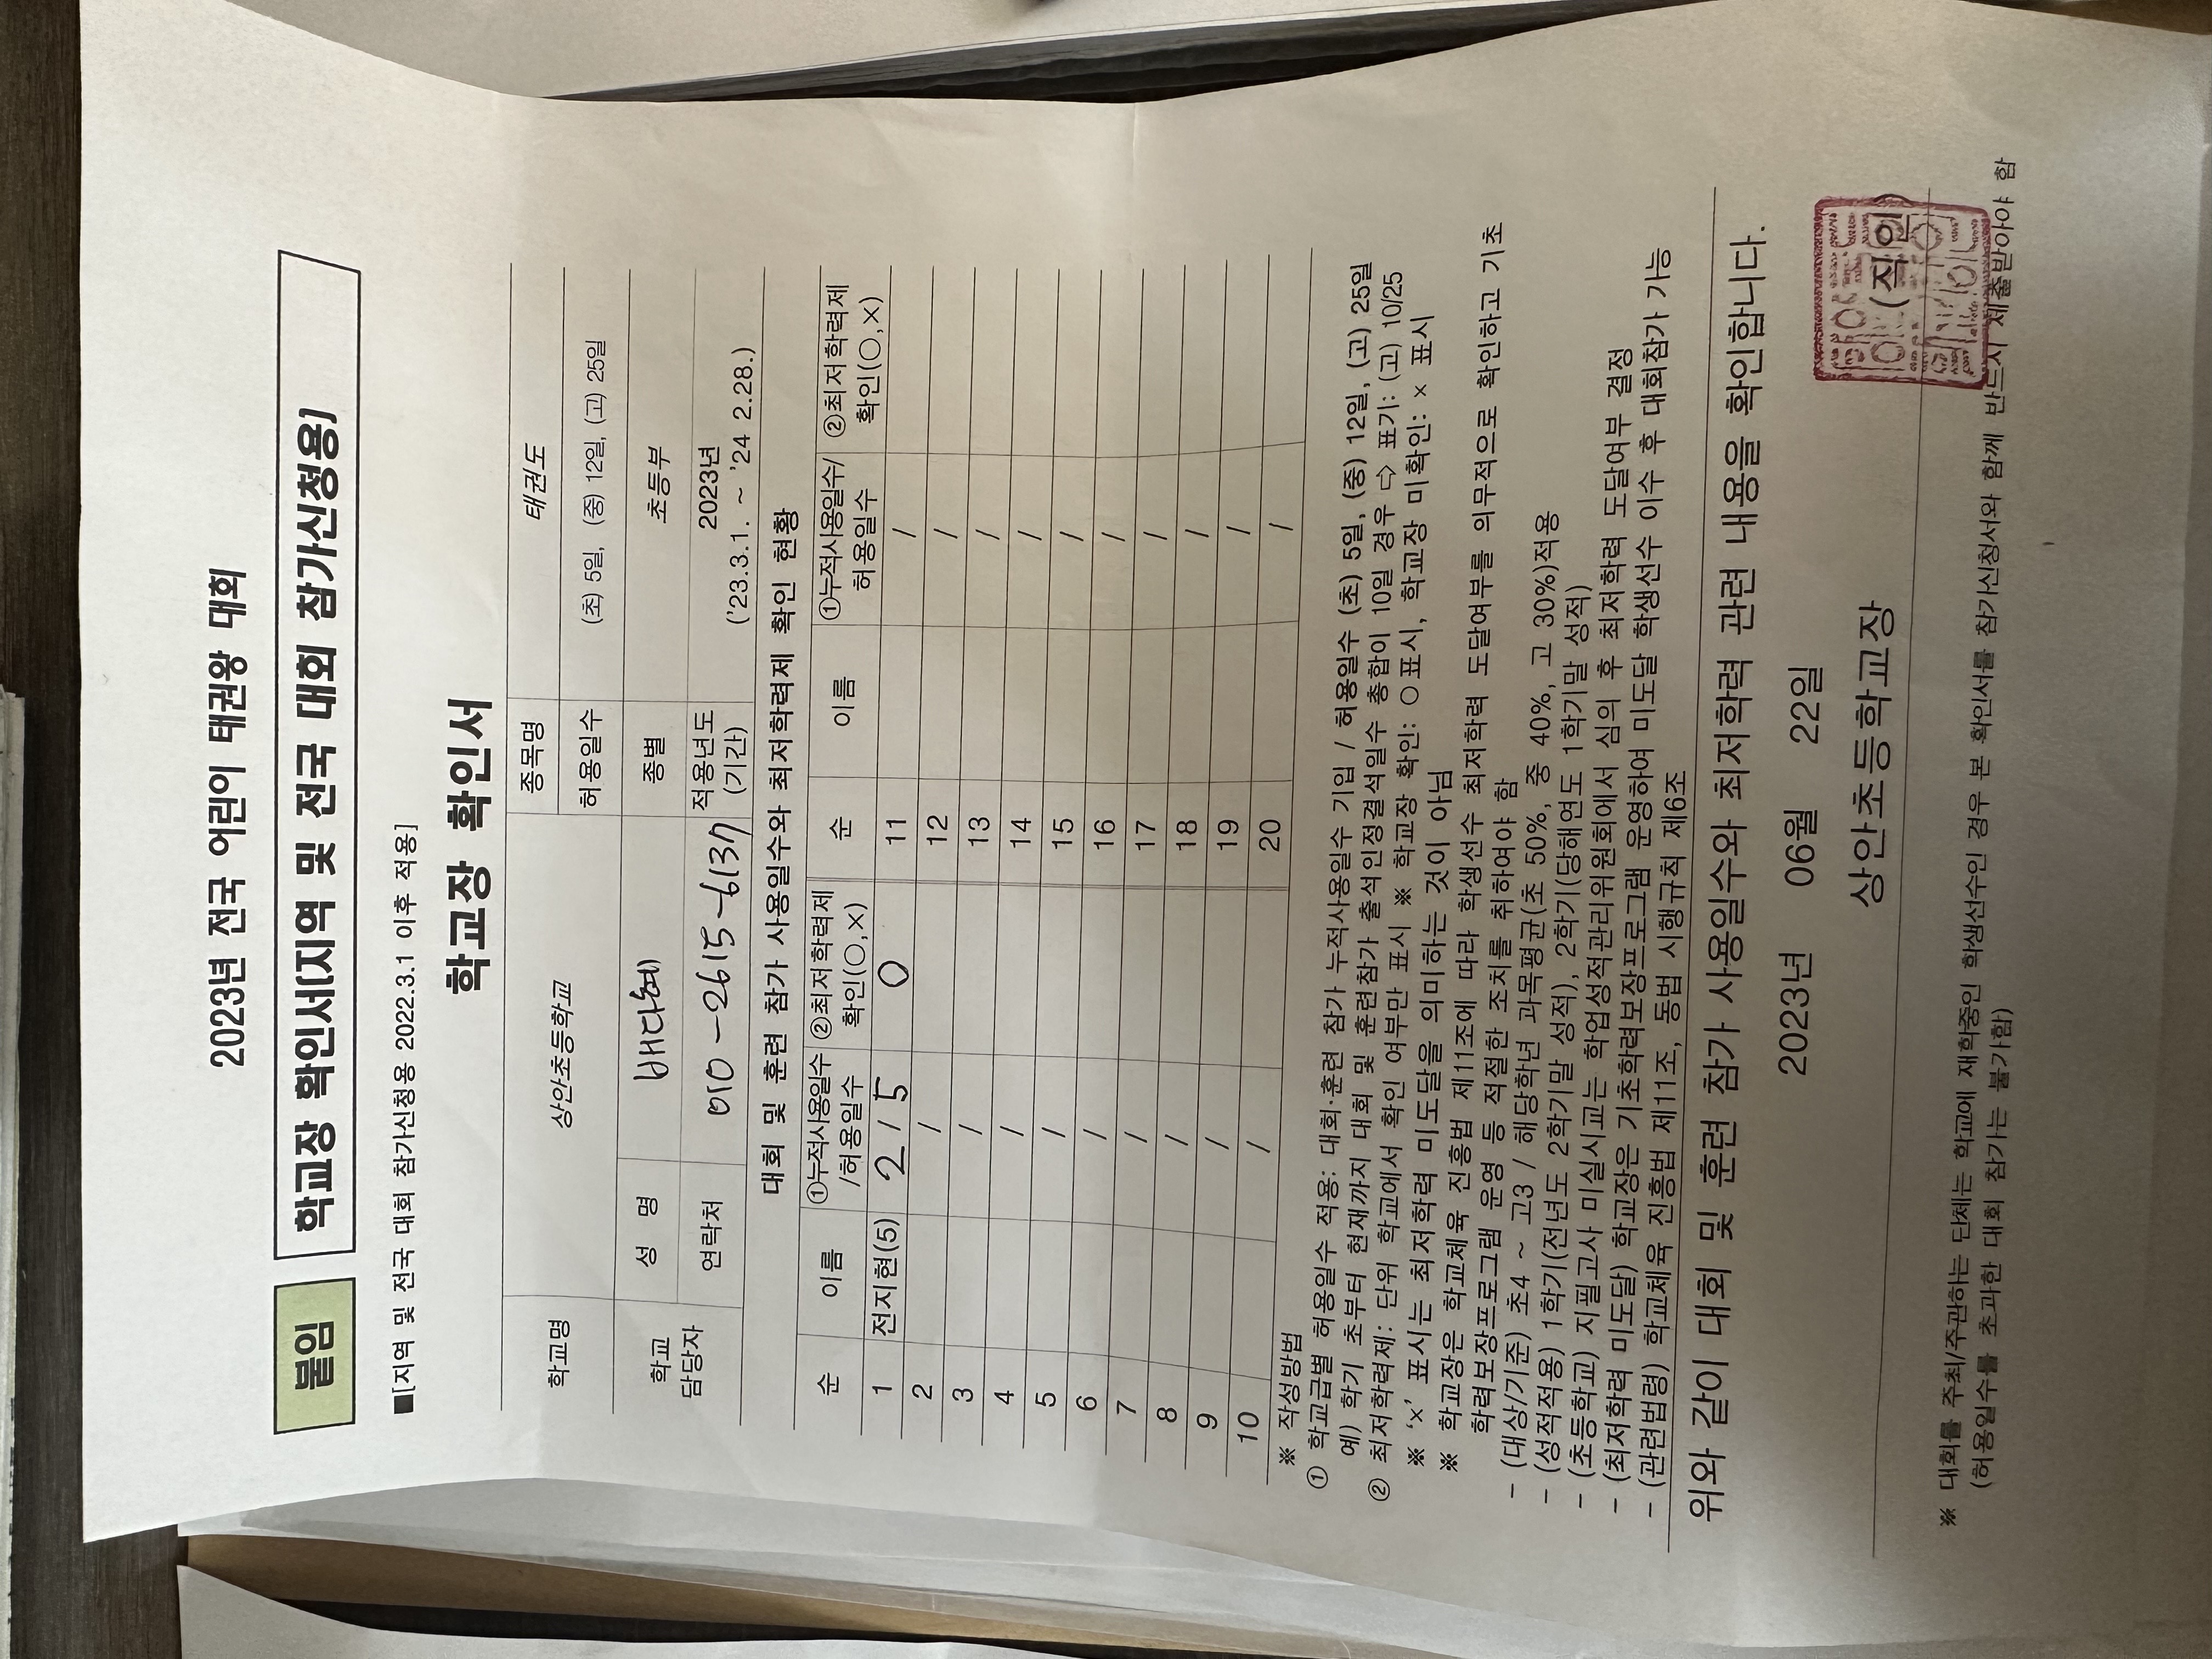 2023년 전국 어린이 태권왕 대회
붙임 학교장 확인서(지역 및 전국 대회 참가신청용)
■[지역 및 전국 대회 참가신청용 2022.3.1 이후 적용]
학교장 확인서
학교명 상안초등학교 종목명 태권도
허용일수 (초) 5일, (중) 12일, (고) 25일
학교 담당자 성 명 배다혜 종별 초등부
연락처 010-2615-6137 적용년도 (기간) 2023년 ('23.3.1. ~ '24 2.28.)
대회 및 훈련 참가 사용일수와 최저학력제 확인 현황
순 이름 ①누적사용일수/허용일수 ②최저학력제 확인(○,×) 순 이름 ①누적사용일수/허용일수 ②최저학력제 확인(○,×)
1 전지현(5) 2 / 5 O 11 /
2 / 12 /
3 / 13 /
4 / 14 /
5 / 15 /
6 / 16 /
7 / 17 /
8 / 18 /
9 / 19 /
10 / 20 /
※ 작성방법
① 학교급별 허용일수 적용: 대회·훈련 참가 누적사용일수 기입 / 허용일수 (초) 5일, (중) 12일, (고) 25일
예) 학기 초부터 현재까지 대회 및 훈련참가 출석인정결석일수 총합이 10일 경우 ⇨ 표기: (고) 10/25
② 최저학력제: 단위 학교에서 확인 여부만 표시 ※ 학교장 확인: ○표시, 학교장 미확인: × 표시
※ '×' 표시는 최저학력 미도달을 의미하는 것이 아님
※ 학교장은 학교체육 진흥법 제11조에 따라 학생선수 최저학력 도달여부를 의무적으로 확인하고 기초
학력보장프로그램 운영 등 적절한 조치를 취하여야 함
- (대상/기준) 초4 ~ 고3 / 해당학년 과목평균(초 50%, 중 40%, 고 30%)적용
- (성적적용) 1학기(전년도 2학기말 성적), 2학기(당해연도 1학기말 성적)
- (초등학교) 지필고사 미실시교는 학업성적관리위원회에서 심의 후 최저학력 도달여부 결정
- (최저학력 미도달) 학교장은 기초학력보장프로그램 운영하여 미도달 학생선수 이수 후 대회참가 가능
- (관련법령) 학교체육 진흥법 제11조, 동법 시행규칙 제6조
위와 같이 대회 및 훈련 참가 사용일수와 최저학력 관련 내용을 확인합니다.
2023년 06월 22일
상안초등학교장 (직인)
※ 대회를 주최/주관하는 단체는 학교에 재학중인 학생선수인 경우 본 확인서를 참가신청서와 함께 반드시 제출받아야 함
(허용일수를 초과한 대회 참가는 불가함)